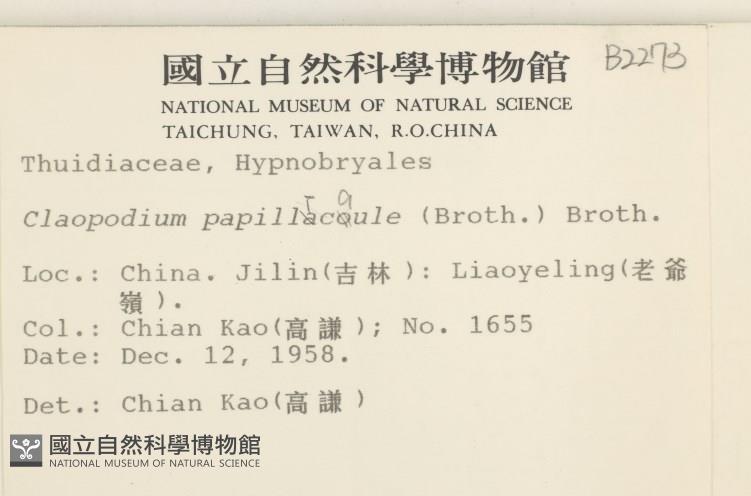 B2273
國立自然科學博物館
NATIONAL MUSEUM OF NATURAL SCIENCE
TAICHUNG, TAIWAN, R.O.CHINA
Thuidiaceae, Hypnobryales
I a
Claopodium papillacoule (Broth.) Broth.
Loc.: China. Jilin(吉林): Liaoyeling(老爺
嶺).
Col.: Chian Kao(高謙); No. 1655
Date: Dec. 12, 1958.
Det.: Chian Kao(高謙)
國立自然科學博物館
NATIONAL MUSEUM OF NATURAL SCIENCE